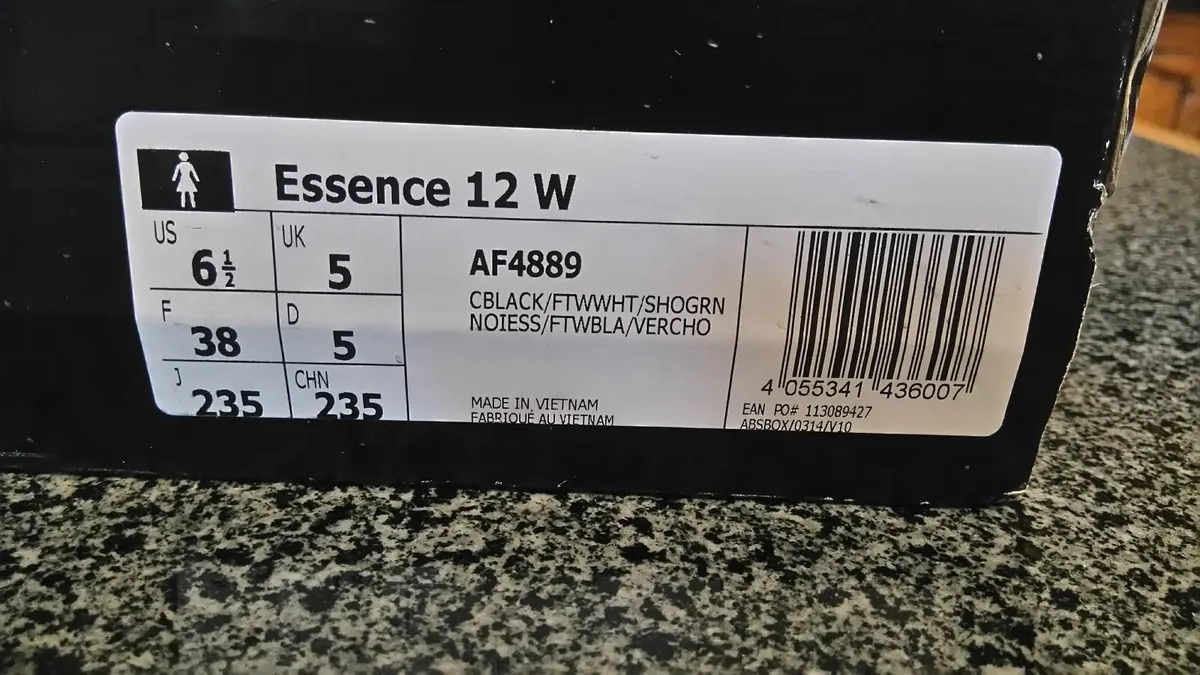 Essence 12 W
US 6½ UK 5
F 38 D 5
J 235 CHN 235
AF4889
CBLACK/FTWWHT/SHOGRN
NOIESS/FTWBLA/VERCHO
MADE IN VIETNAM
FABRIQUÉ AU VIETNAM
4 055341 436007
EAN PO# 113089427
ABSBOX/0314/V10